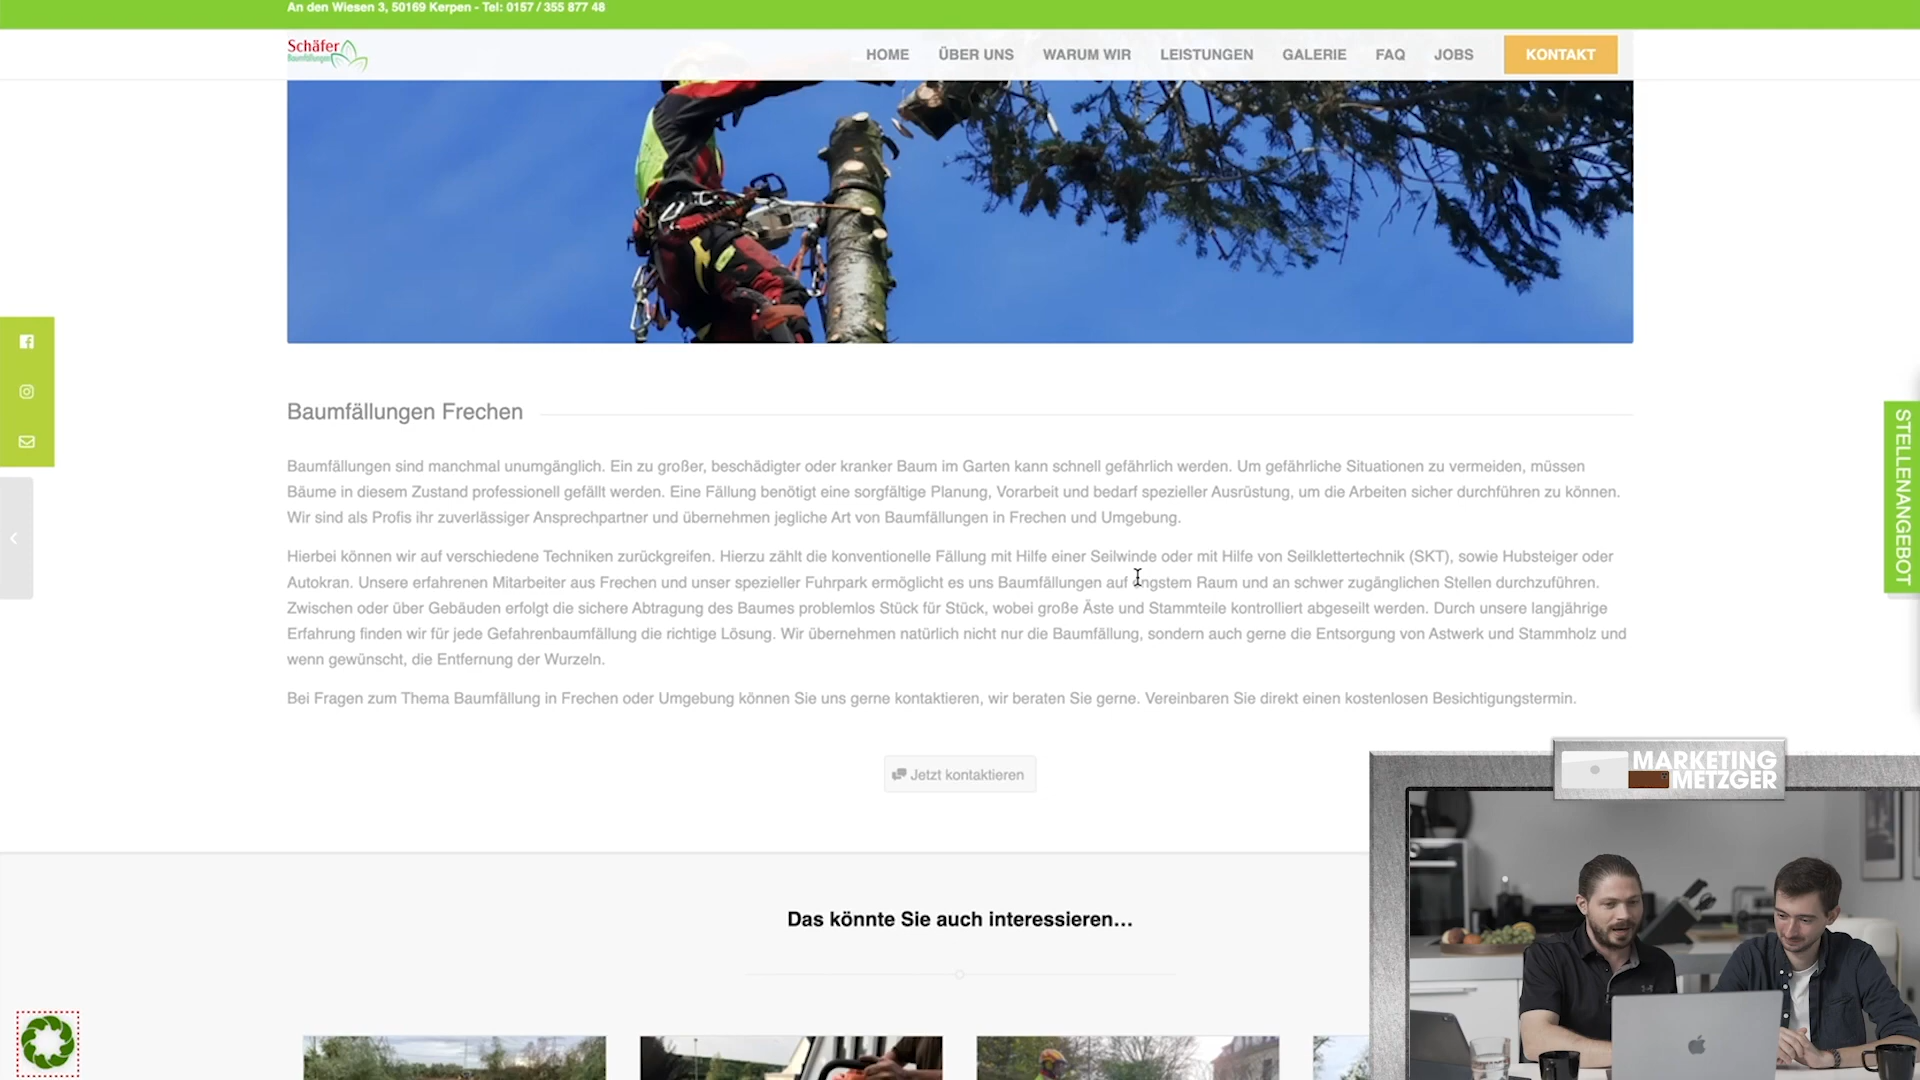 An den Wiesen 3, 50169 Kerpen - Tel: 0157 / 355 877 48
Schäfer
Baumfällungen
HOME ÜBER UNS WARUM WIR LEISTUNGEN GALERIE FAQ JOBS KONTAKT
Baumfällungen Frechen
Baumfällungen sind manchmal unumgänglich. Ein zu großer, beschädigter oder kranker Baum im Garten kann schnell gefährlich werden. Um gefährliche Situationen zu vermeiden, müssen
Bäume in diesem Zustand professionell gefällt werden. Eine Fällung benötigt eine sorgfältige Planung, Vorarbeit und bedarf spezieller Ausrüstung, um die Arbeiten sicher durchführen zu können.
Wir sind als Profis ihr zuverlässiger Ansprechpartner und übernehmen jegliche Art von Baumfällungen in Frechen und Umgebung.
Hierbei können wir auf verschiedene Techniken zurückgreifen. Hierzu zählt die konventionelle Fällung mit Hilfe einer Seilwinde oder mit Hilfe von Seilklettertechnik (SKT), sowie Hubsteiger oder
Autokran. Unsere erfahrenen Mitarbeiter aus Frechen und unser spezieller Fuhrpark ermöglicht es uns Baumfällungen auf engstem Raum und an schwer zugänglichen Stellen durchzuführen.
Zwischen oder über Gebäuden erfolgt die sichere Abtragung des Baumes problemlos Stück für Stück, wobei große Äste und Stammteile kontrolliert abgeseilt werden. Durch unsere langjährige
Erfahrung finden wir für jede Gefahrenbaumfällung die richtige Lösung. Wir übernehmen natürlich nicht nur die Baumfällung, sondern auch gerne die Entsorgung von Astwerk und Stammholz und
wenn gewünscht, die Entfernung der Wurzeln.
Bei Fragen zum Thema Baumfällung in Frechen oder Umgebung können Sie uns gerne kontaktieren, wir beraten Sie gerne. Vereinbaren Sie direkt einen kostenlosen Besichtigungstermin.
Jetzt kontaktieren
Das könnte Sie auch interessieren…
STELLENANGEBOT
MARKETING
METZGER